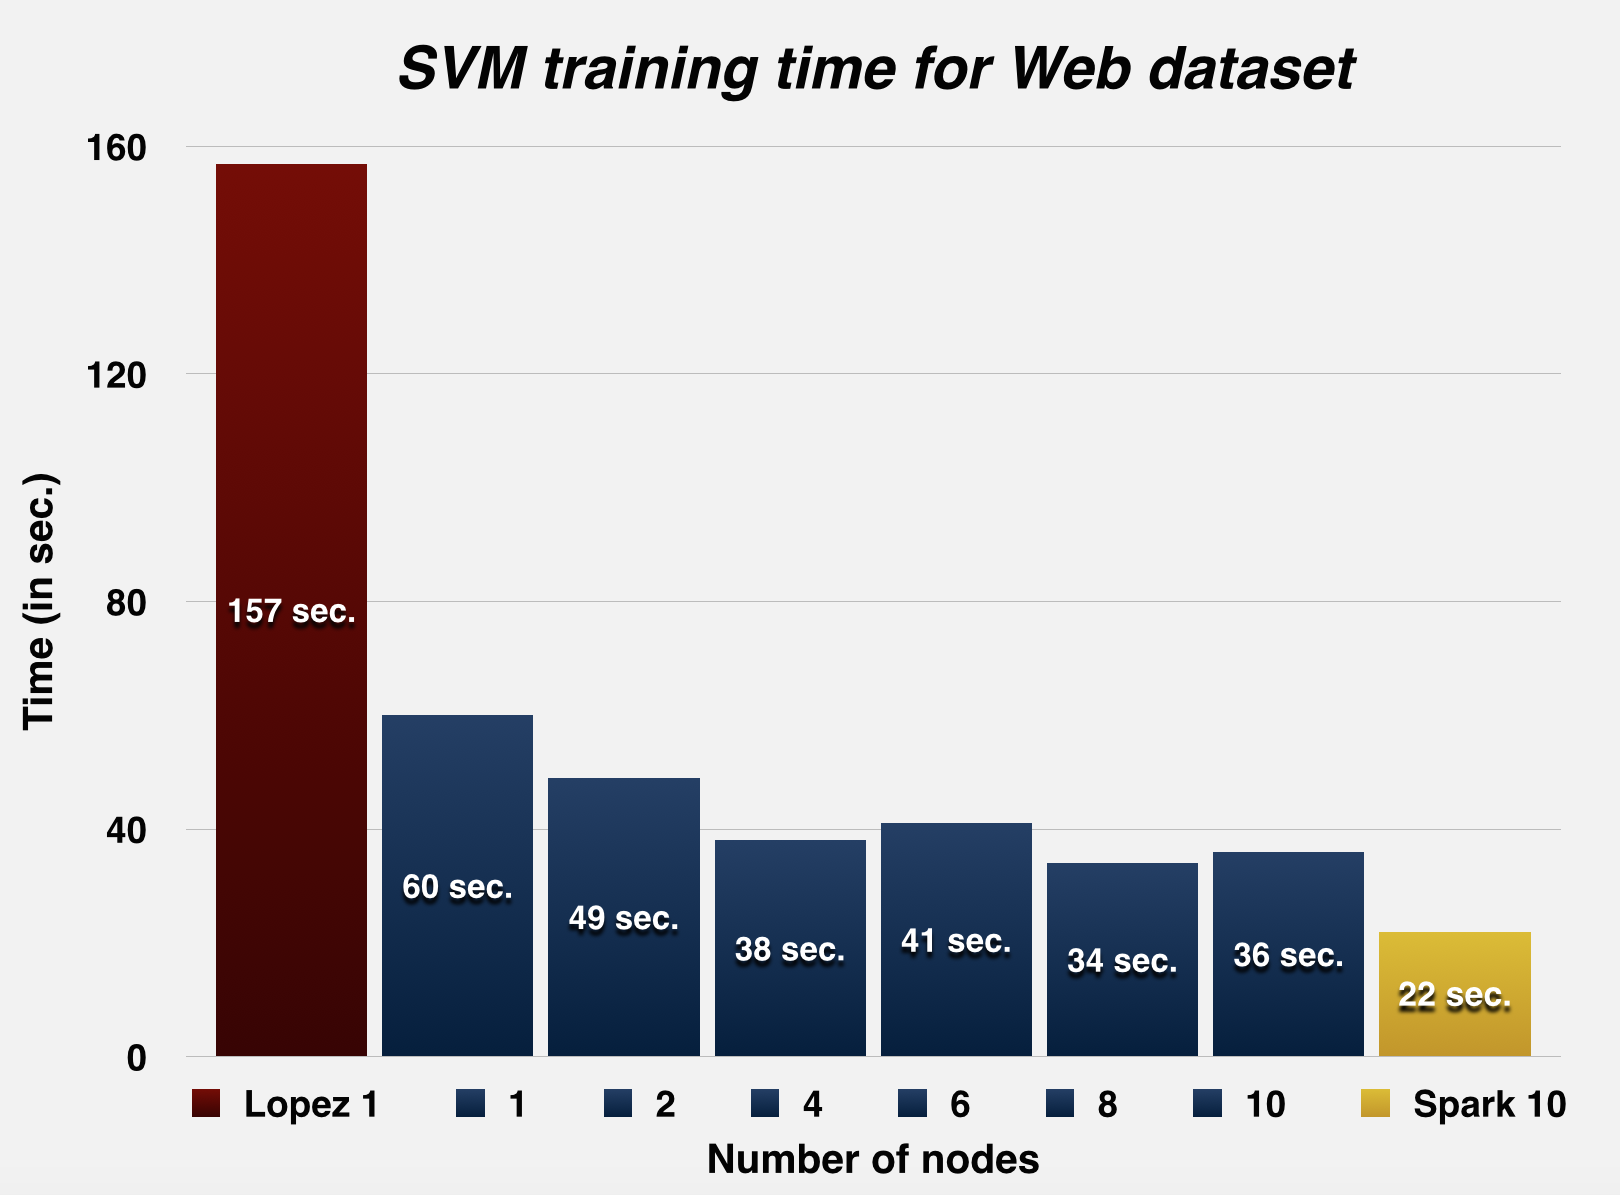 SVM training time for Web dataset
160
120
80
40
0
Time (in sec.)
157 sec.
60 sec.
49 sec.
38 sec.
41 sec.
34 sec.
36 sec.
22 sec.
Lopez 1 1 2 4 6 8 10 Spark 10
Number of nodes